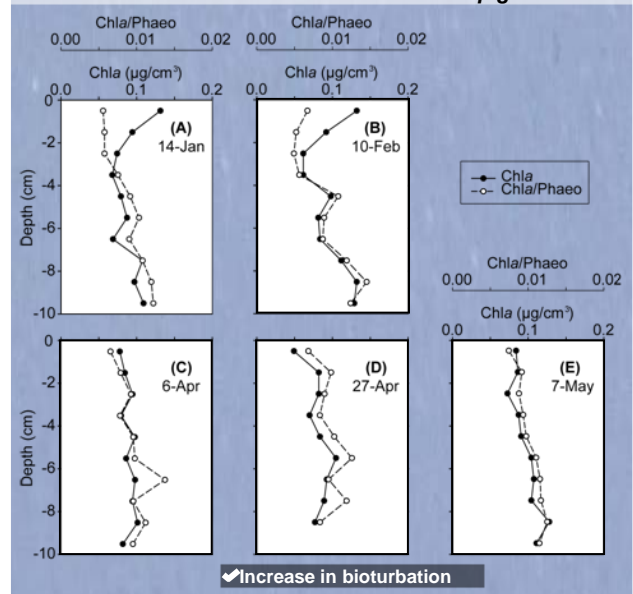 Chla/Phaeo
0.00 0.01 0.02
Chla (µg/cm³)
0 0.1 0.2
Chla/Phaeo
0.00 0.01 0.02
Chla (µg/cm³)
0.0 0.1 0.2
Depth (cm)
0
-2
-4
-6
-8
-10
(A)
14-Jan
(B)
10-Feb
Chla
Chla/Phaeo
Chla/Phaeo
0.00 0.01 0.02
Chla (µg/cm³)
0.0 0.1 0.2
Depth (cm)
0
-2
-4
-6
-8
-10
(C)
6-Apr
(D)
27-Apr
(E)
7-May
✔Increase in bioturbation